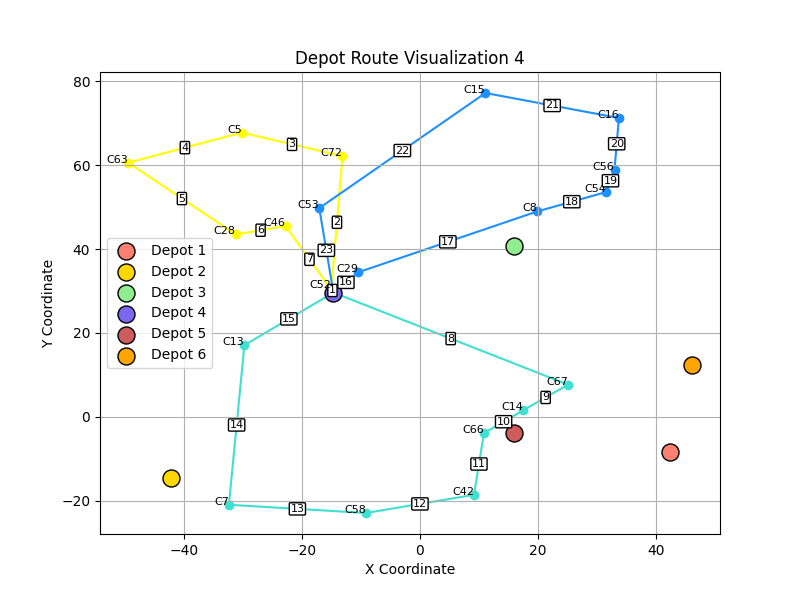 Depot Route Visualization 4
Y Coordinate
80
60
40
20
0
−20
−40
−20
0
20
40
X Coordinate
Depot 1
Depot 2
Depot 3
Depot 4
Depot 5
Depot 6
C15
21
C16
20
C56
19
C54
18
C8
17
C29
16
22
C53
23
C5
3
C72
4
C63
5
2
C28
6
C46
7
C52
1
15
8
C13
C67
9
C14
10
C66
14
11
C42
12
C58
13
C7